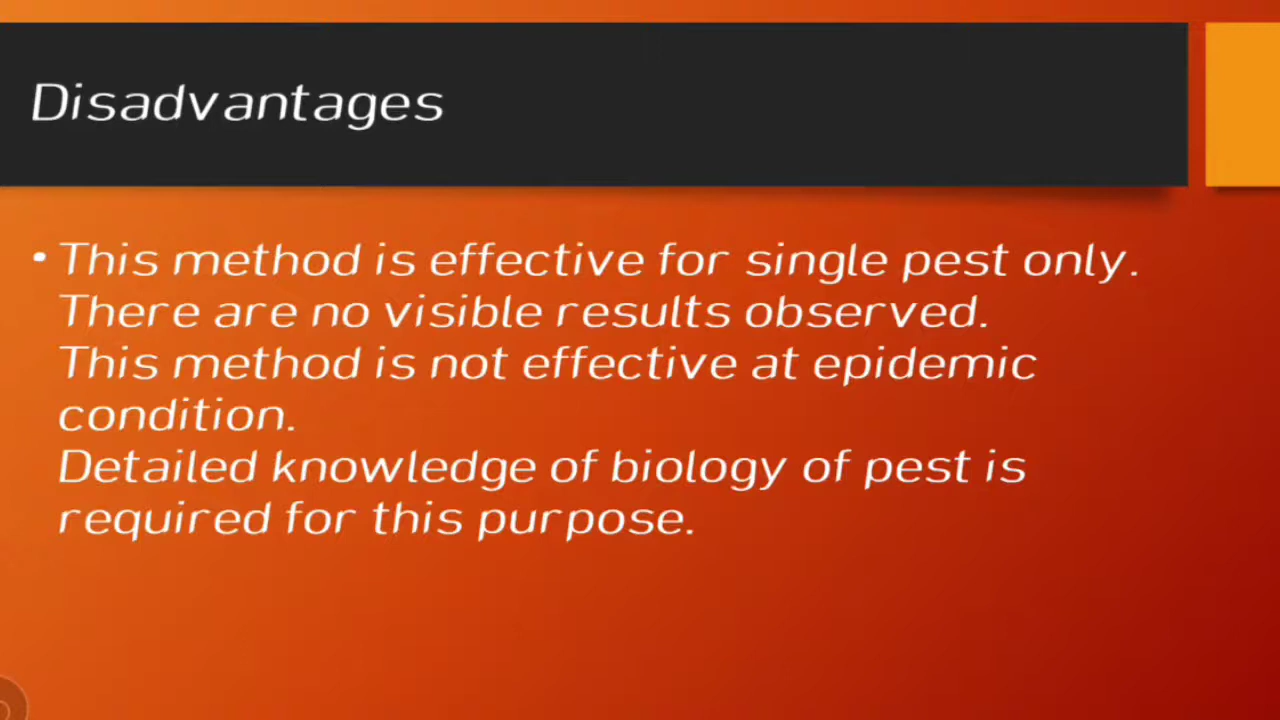 Disadvantages
• This method is effective for single pest only.
There are no visible results observed.
This method is not effective at epidemic
condition.
Detailed knowledge of biology of pest is
required for this purpose.